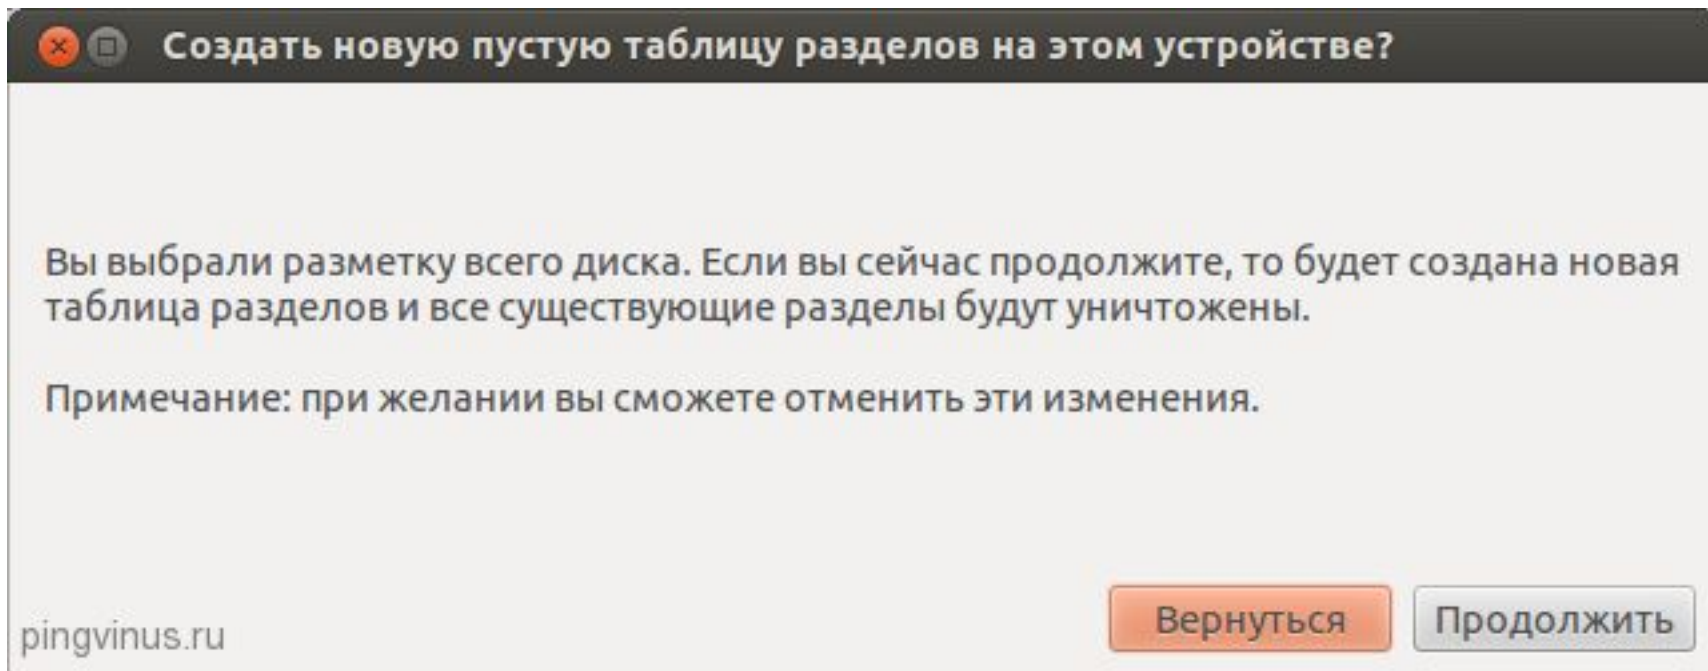 Создать новую пустую таблицу разделов на этом устройстве?
Вы выбрали разметку всего диска. Если вы сейчас продолжите, то будет создана новая
таблица разделов и все существующие разделы будут уничтожены.
Примечание: при желании вы сможете отменить эти изменения.
Вернуться Продолжить
pingvinus.ru